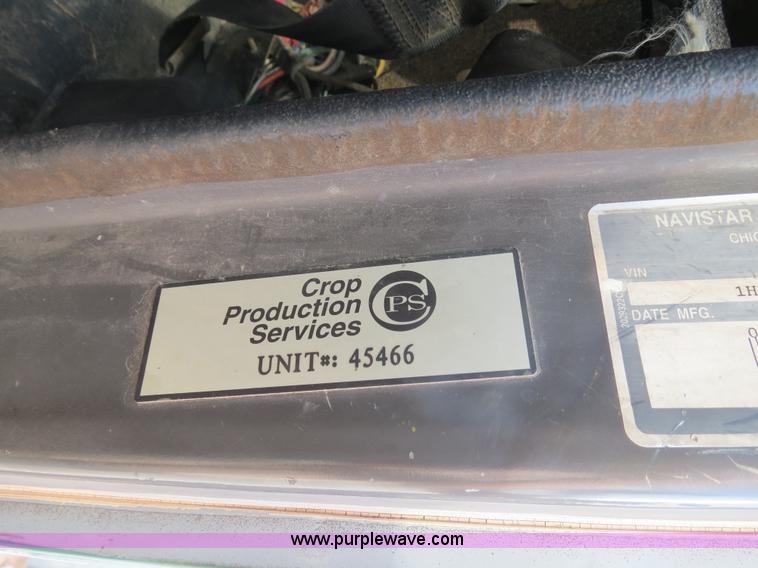 Crop
Production
Services
CPS
UNIT#: 45466
NAVISTAR
CHIC
VIN
1H
DATE MFG.
www.purplewave.com